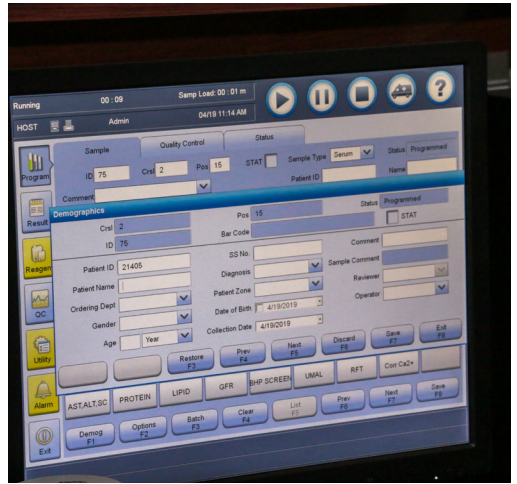 Running 00 : 09 Samp Load: 00 : 01 m
HOST Admin 04/19 11:14 AM
?
Program
Result
Reagen
QC
Utility
Alarm
Exit
Sample Quality Control Status
ID 75 Crsl 2 Pos 15 STAT Sample Type Serum Status Programmed
Comment Patient ID Name
Demographics
Crsl 2 Pos 15 Status Programmed
ID 75 Bar Code STAT
Patient ID 21405 SS No. Comment
Patient Name Diagnosis Sample Comment
Ordering Dept Patient Zone Reviewer
Gender Date of Birth 4/19/2019 Operator
Age Year Collection Date 4/19/2019
Restore F3 Prev F4 Next F5 Discard F6 Save F7 Exit F8
AST,ALT,SC PROTEIN LIPID GFR BHP SCREEN UMAL RFT Corr Ca2+
Demog F1 Options F2 Batch F3 Clear F4 List F5 Prev F6 Next F7 Save F8